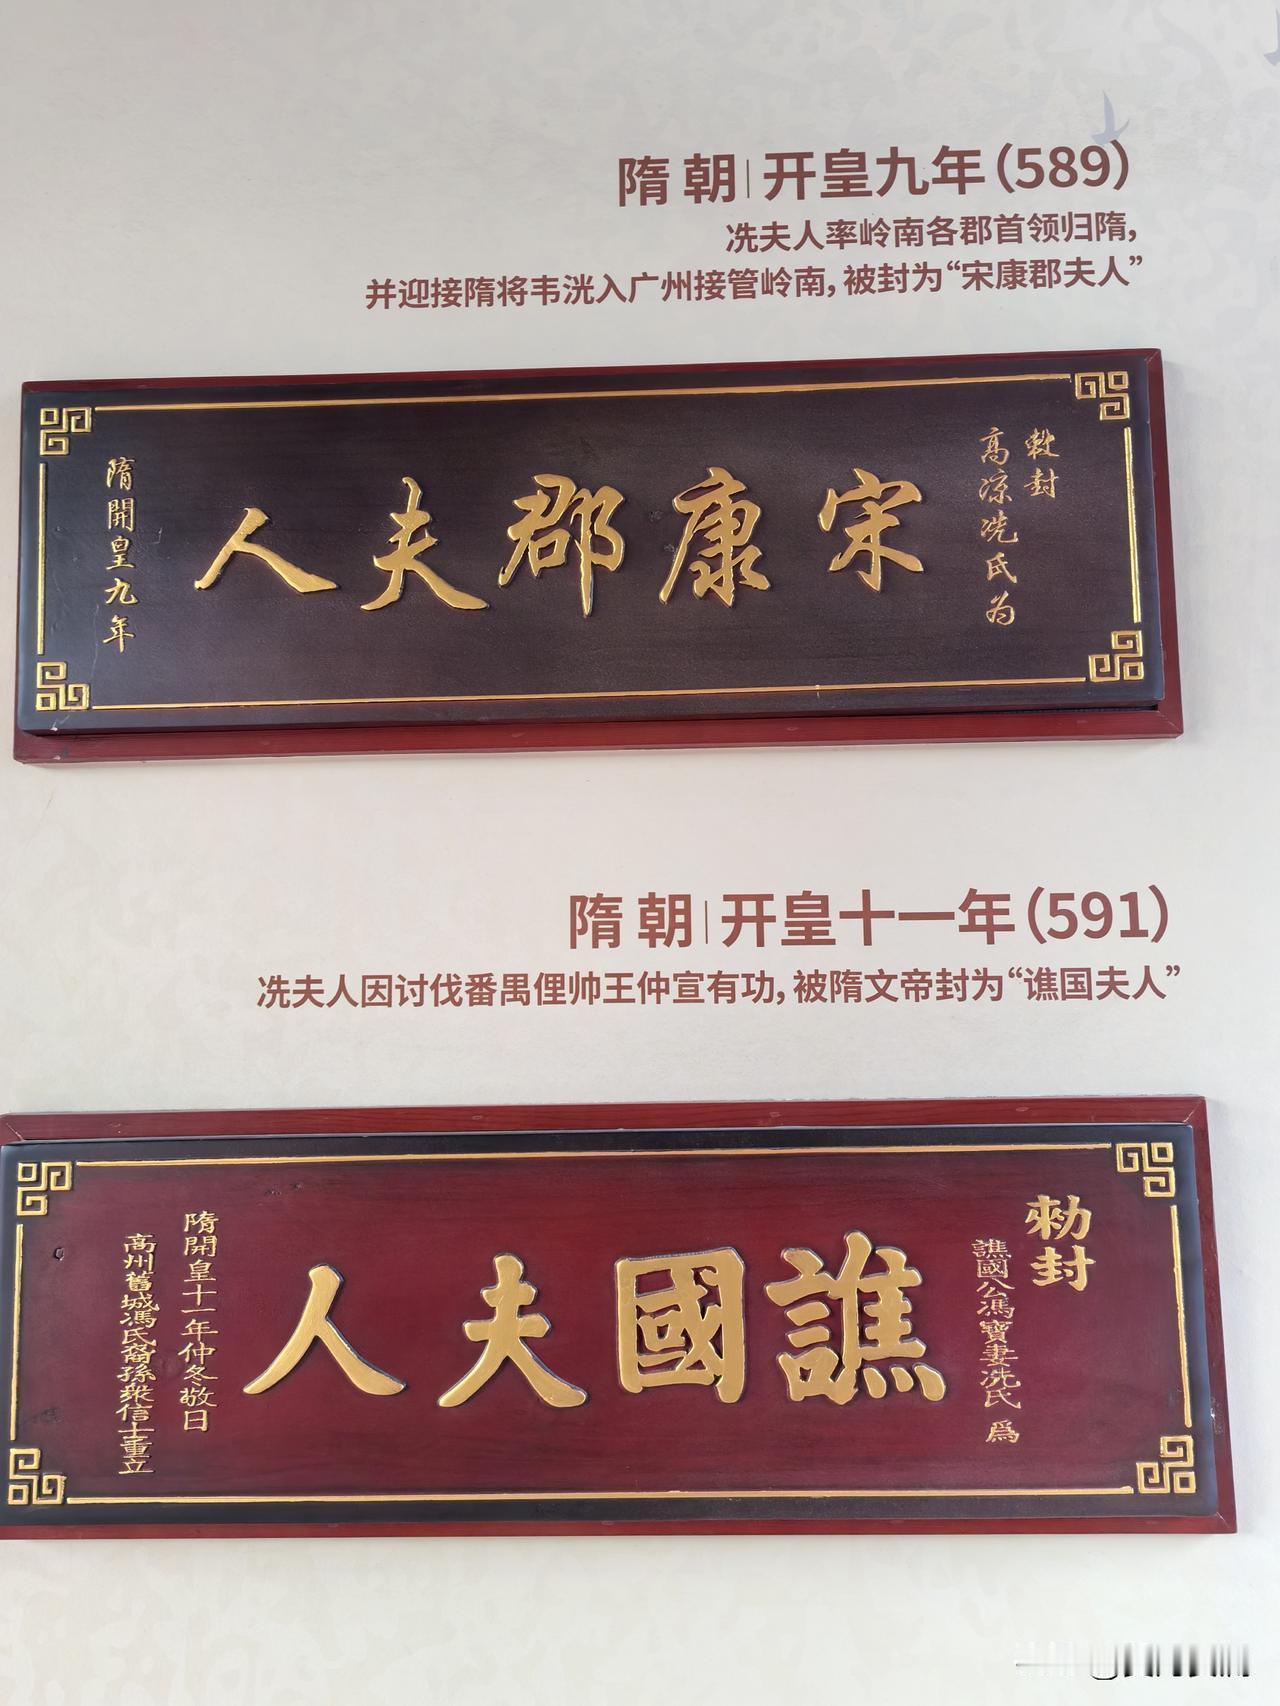 隋朝|开皇九年（589）
冼夫人率岭南各郡首领归隋，
并迎接隋将韦洸入广州接管岭南，被封为“宋康郡夫人”
敕封
高凉冼氏为
宋康郡夫人
隋開皇九年
隋朝|开皇十一年（591）
冼夫人因讨伐番禺俚帅王仲宣有功，被隋文帝封为“谯国夫人”
勑封
譙國公馮寶妻冼氏 爲
譙國夫人
隋開皇十一年仲冬敬日
高州舊城馮氏裔孫衆信士重立